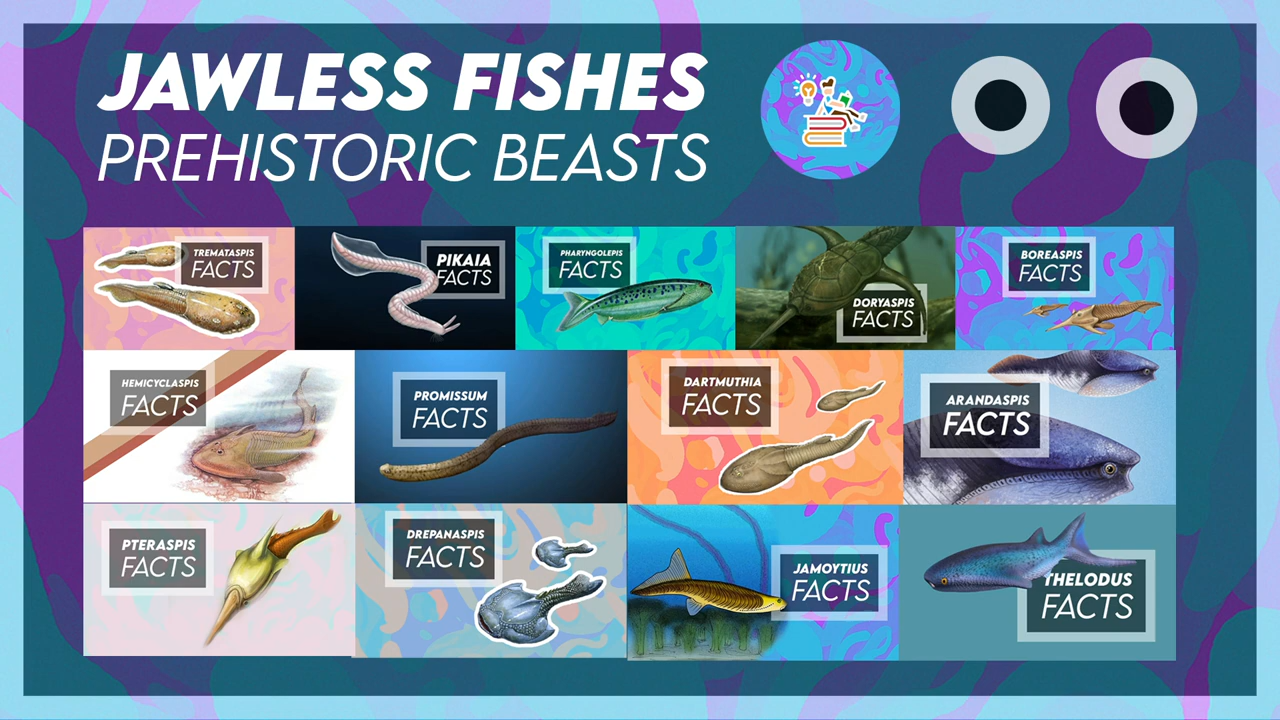 JAWLESS FISHES
PREHISTORIC BEASTS
TREMATASPIS
FACTS
PIKAIA
FACTS
PHARYNGOLEPIS
FACTS
DORYASPIS
FACTS
BOREASPIS
FACTS
HEMICYCLASPIS
FACTS
PROMISSUM
FACTS
DARTMUTHIA
FACTS
ARANDASPIS
FACTS
PTERASPIS
FACTS
DREPANASPIS
FACTS
JAMOYTIUS
FACTS
THELODUS
FACTS